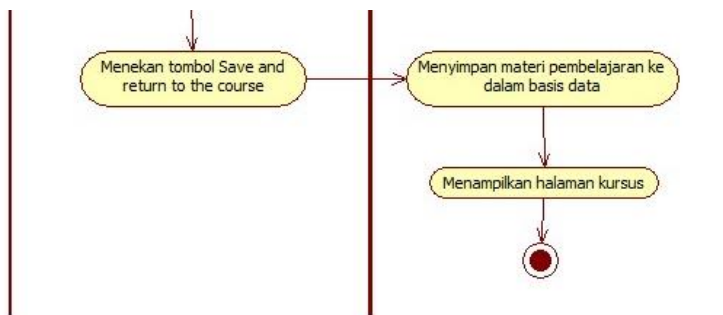 Menekan tombol Save and
return to the course
Menyimpan materi pembelajaran ke
dalam basis data
Menampilkan halaman kursus